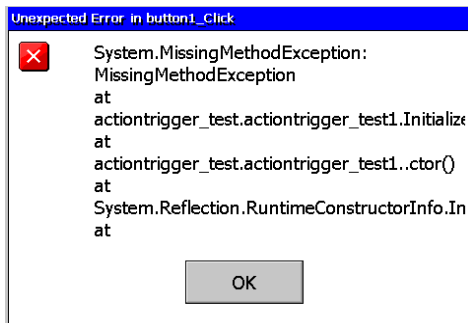 Unexpected Error in button1_Click
System.MissingMethodException:
MissingMethodException
at
actiontrigger_test.actiontrigger_test1.Initialize
at
actiontrigger_test.actiontrigger_test1..ctor()
at
System.Reflection.RuntimeConstructorInfo.In
at
OK